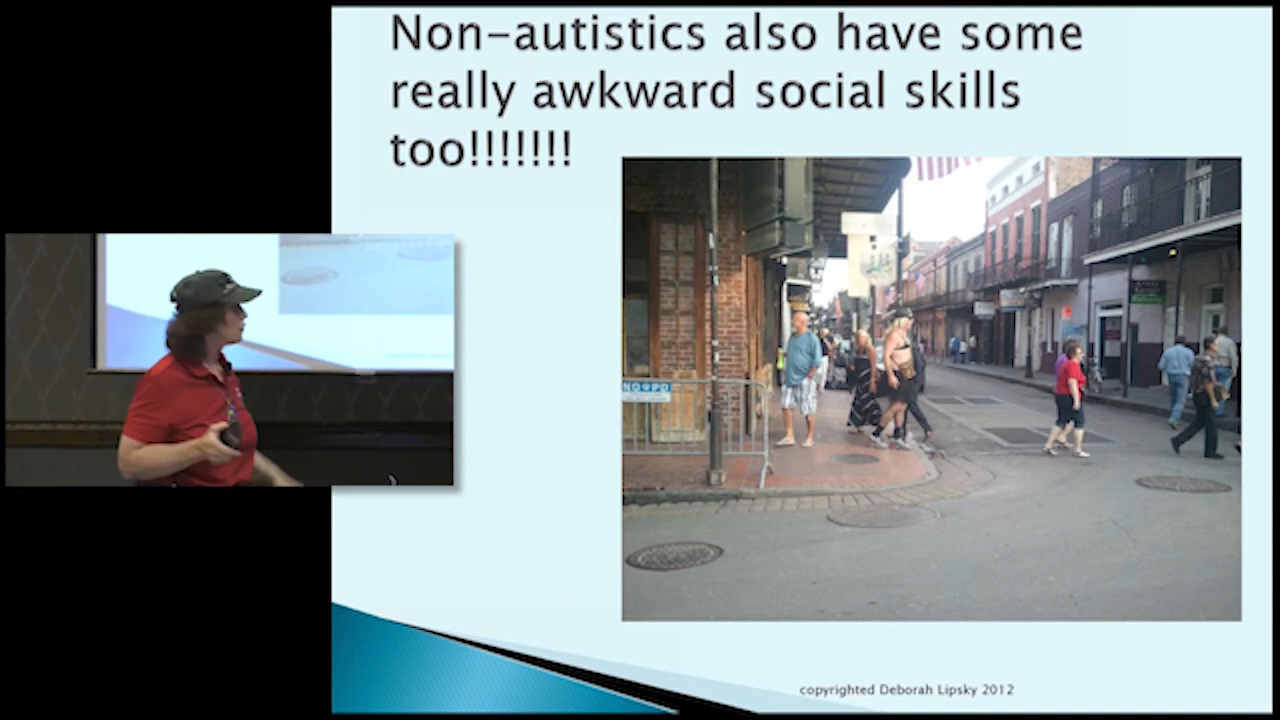 Non-autistics also have some
really awkward social skills
too!!!!!!!
NOPD
copyrighted Deborah Lipsky 2012